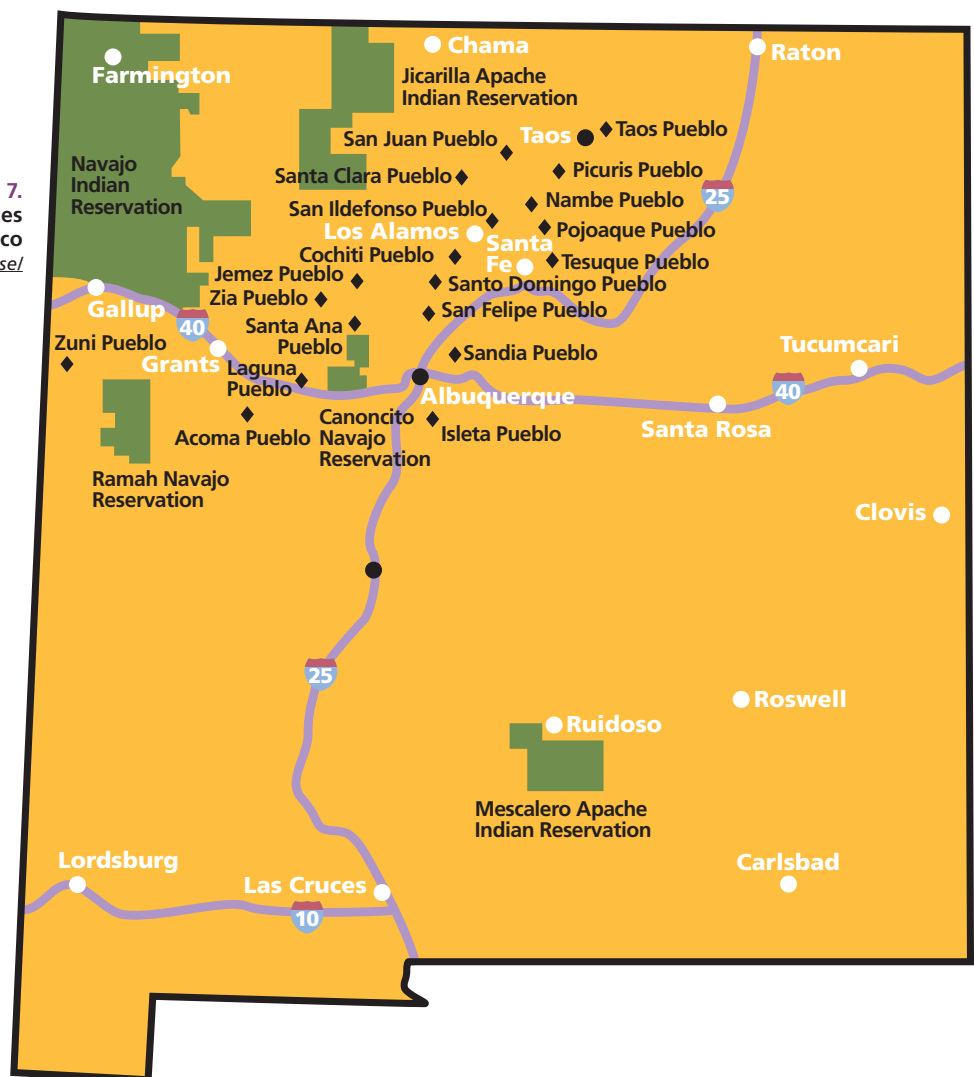 7.
es
co
se/
Farmington
Chama
Raton
Jicarilla Apache
Indian Reservation
Navajo
Indian
Reservation
San Juan Pueblo
Taos
Taos Pueblo
Santa Clara Pueblo
Picuris Pueblo
25
San Ildefonso Pueblo
Nambe Pueblo
Los Alamos
Pojoaque Pueblo
Santa
Fe
Cochiti Pueblo
Tesuque Pueblo
Jemez Pueblo
Santo Domingo Pueblo
Zia Pueblo
San Felipe Pueblo
Gallup
40
Santa Ana
Pueblo
Zuni Pueblo
Grants
Sandia Pueblo
Tucumcari
Laguna
Pueblo
40
Albuquerque
Santa Rosa
Acoma Pueblo
Canoncito
Navajo
Reservation
Isleta Pueblo
Ramah Navajo
Reservation
Clovis
25
Roswell
Ruidoso
Mescalero Apache
Indian Reservation
Lordsburg
Las Cruces
Carlsbad
10